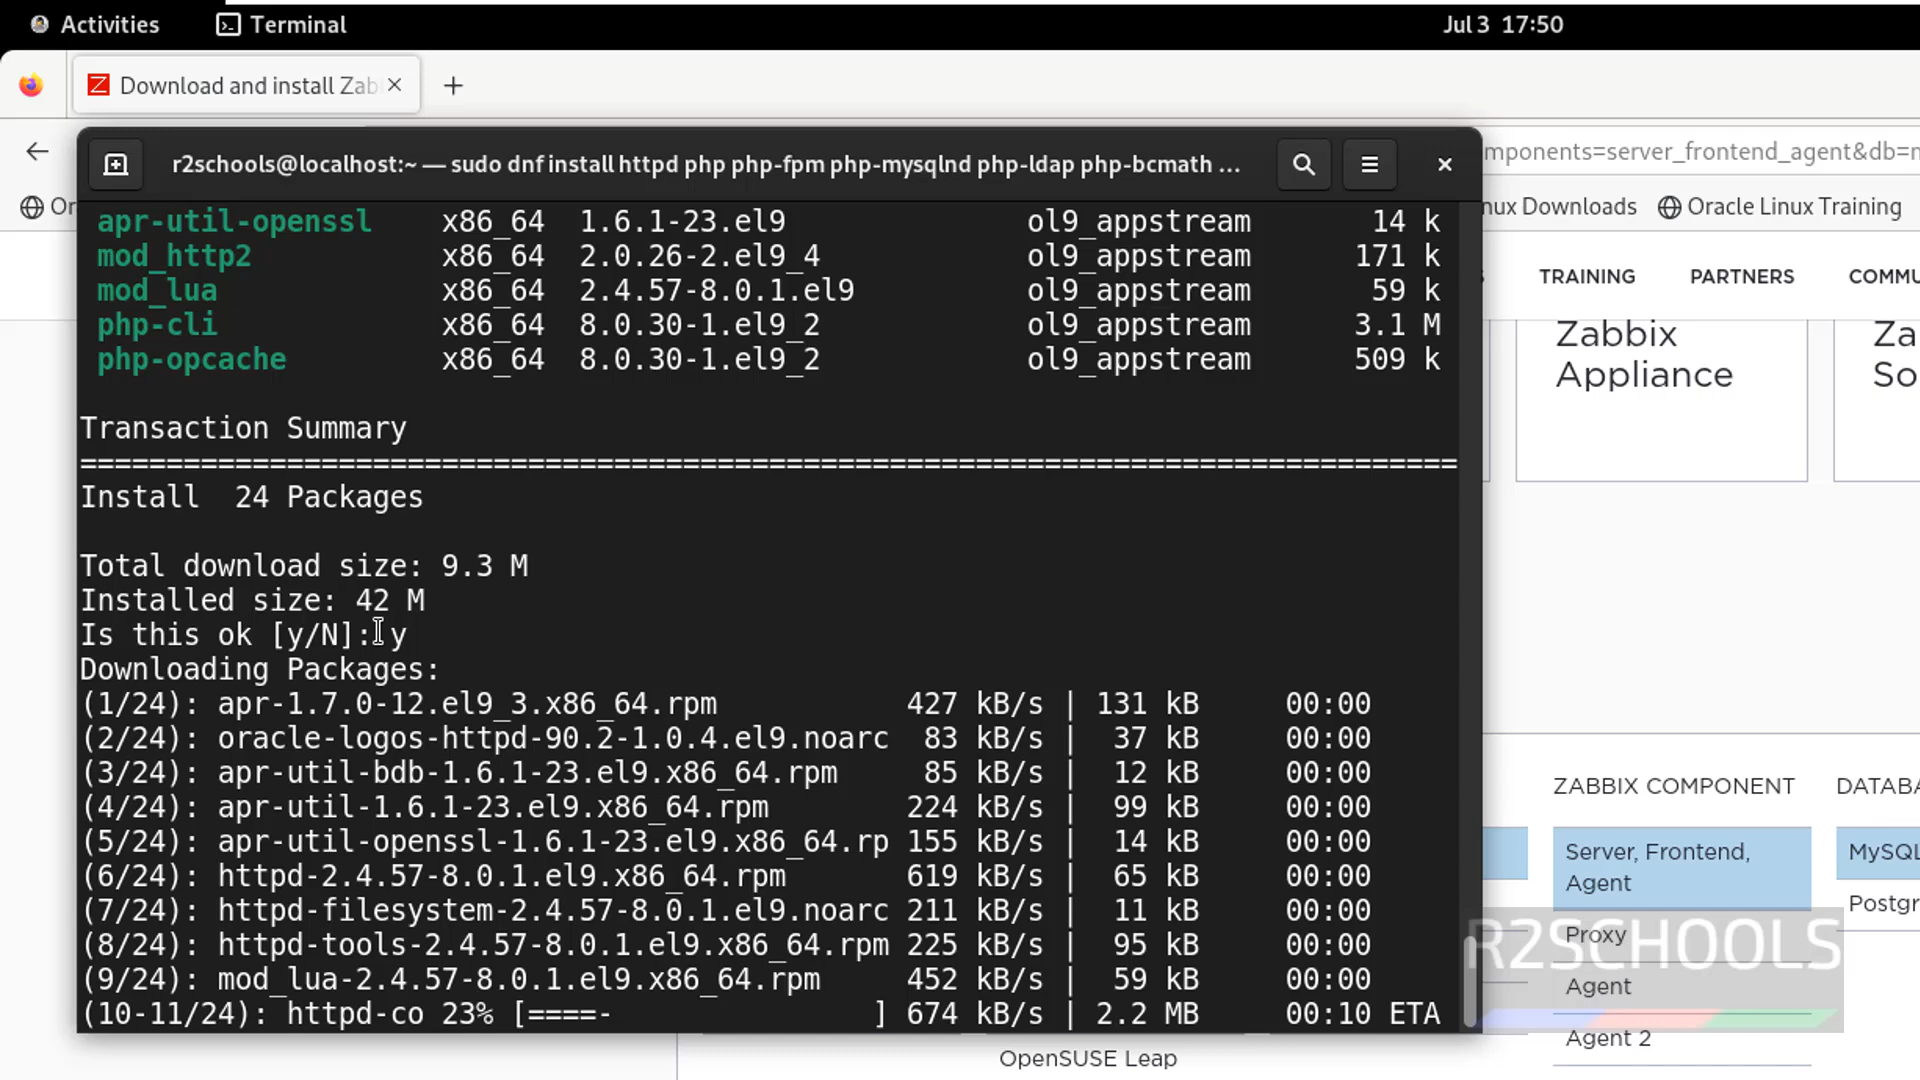 Activities Terminal Jul 3 17:50
Download and install Zab
r2schools@localhost:~ — sudo dnf install httpd php php-fpm php-mysqlnd php-ldap php-bcmath ...
mponents=server_frontend_agent&db=
Or
nux Downloads Oracle Linux Training
apr-util-openssl x86_64 1.6.1-23.el9 ol9_appstream 14 k
mod_http2 x86_64 2.0.26-2.el9_4 ol9_appstream 171 k
mod_lua x86_64 2.4.57-8.0.1.el9 ol9_appstream 59 k
php-cli x86_64 8.0.30-1.el9_2 ol9_appstream 3.1 M
php-opcache x86_64 8.0.30-1.el9_2 ol9_appstream 509 k
Transaction Summary
================================================================================
Install 24 Packages
Total download size: 9.3 M
Installed size: 42 M
Is this ok [y/N]: y
Downloading Packages:
(1/24): apr-1.7.0-12.el9_3.x86_64.rpm 427 kB/s | 131 kB 00:00
(2/24): oracle-logos-httpd-90.2-1.0.4.el9.noarc 83 kB/s | 37 kB 00:00
(3/24): apr-util-bdb-1.6.1-23.el9.x86_64.rpm 85 kB/s | 12 kB 00:00
(4/24): apr-util-1.6.1-23.el9.x86_64.rpm 224 kB/s | 99 kB 00:00
(5/24): apr-util-openssl-1.6.1-23.el9.x86_64.rp 155 kB/s | 14 kB 00:00
(6/24): httpd-2.4.57-8.0.1.el9.x86_64.rpm 619 kB/s | 65 kB 00:00
(7/24): httpd-filesystem-2.4.57-8.0.1.el9.noarc 211 kB/s | 11 kB 00:00
(8/24): httpd-tools-2.4.57-8.0.1.el9.x86_64.rpm 225 kB/s | 95 kB 00:00
(9/24): mod_lua-2.4.57-8.0.1.el9.x86_64.rpm 452 kB/s | 59 kB 00:00
(10-11/24): httpd-co 23% [====- ] 674 kB/s | 2.2 MB 00:10 ETA
TRAINING PARTNERS COMMU
Zabbix
Appliance
Za
So
ZABBIX COMPONENT
DATABA
Server, Frontend,
Agent
MySQL
Postgr
Proxy
Agent
Agent 2
R2SCHOOLS
OpenSUSE Leap